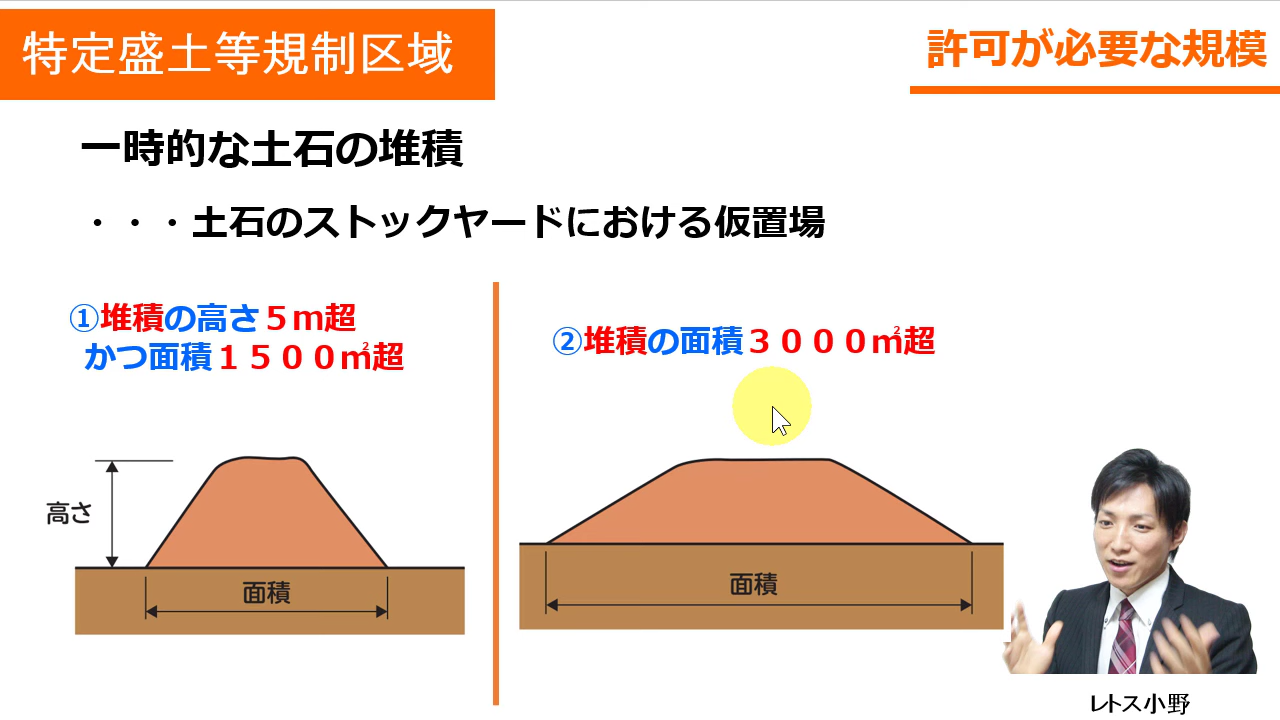 特定盛土等規制区域
許可が必要な規模
一時的な土石の堆積
・・・土石のストックヤードにおける仮置場
①堆積の高さ５ｍ超
かつ面積１５００㎡超
②堆積の面積３０００㎡超
高さ
面積
面積
レトス小野